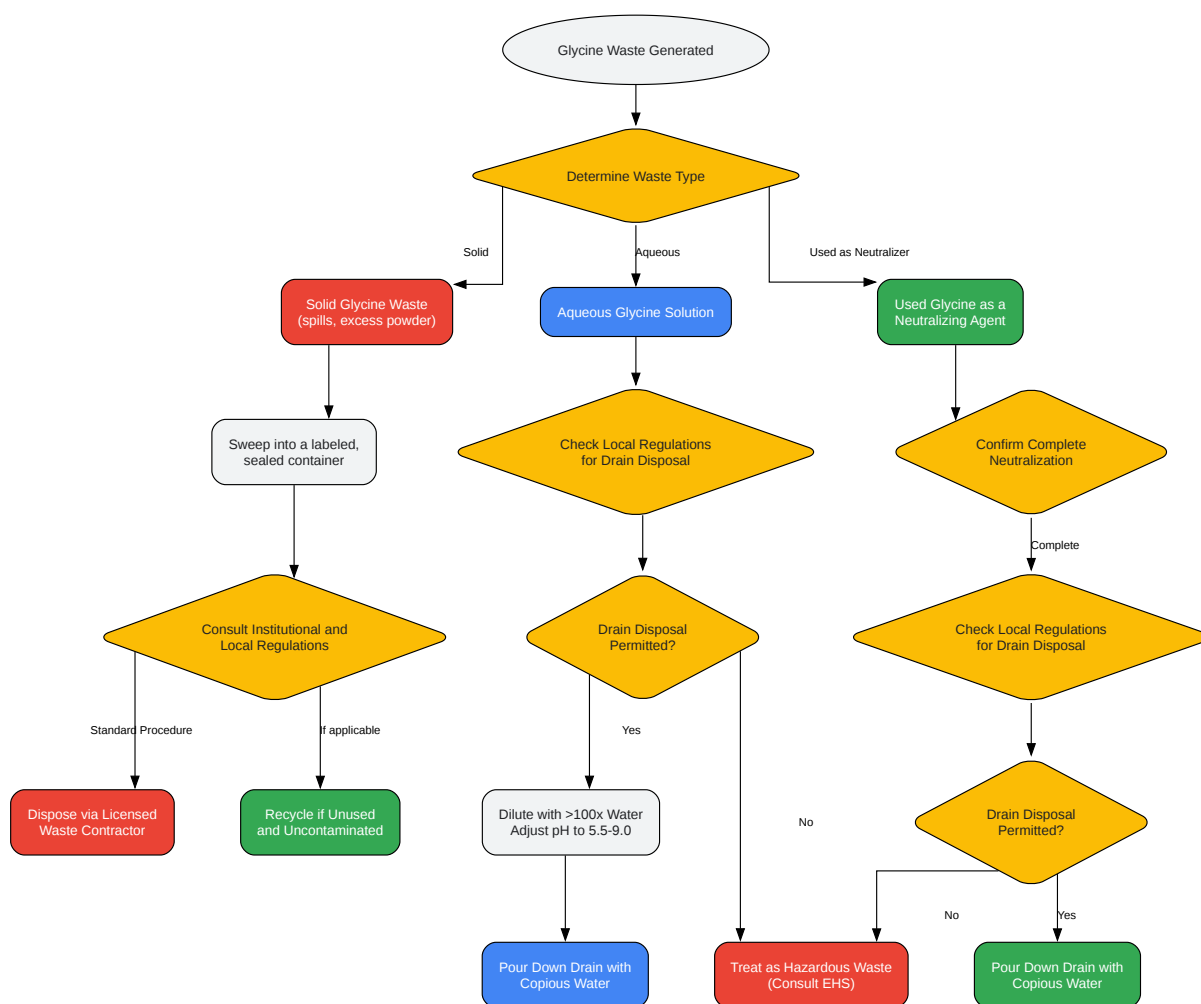 Glycine Waste Generated
Determine Waste Type
Solid
Aqueous
Used as Neutralizer
Solid Glycine Waste
(spills, excess powder)
Aqueous Glycine Solution
Used Glycine as a
Neutralizing Agent
Sweep into a labeled,
sealed container
Check Local Regulations
for Drain Disposal
Confirm Complete
Neutralization
Complete
Consult Institutional and
Local Regulations
Drain Disposal
Permitted?
Check Local Regulations
for Drain Disposal
Standard Procedure
If applicable
Yes
Dispose via Licensed
Waste Contractor
Recycle if Unused
and Uncontaminated
Dilute with >100x Water
Adjust pH to 5.5-9.0
No
Drain Disposal
Permitted?
No
Yes
Pour Down Drain with
Copious Water
Treat as Hazardous Waste
(Consult EHS)
Pour Down Drain with
Copious Water